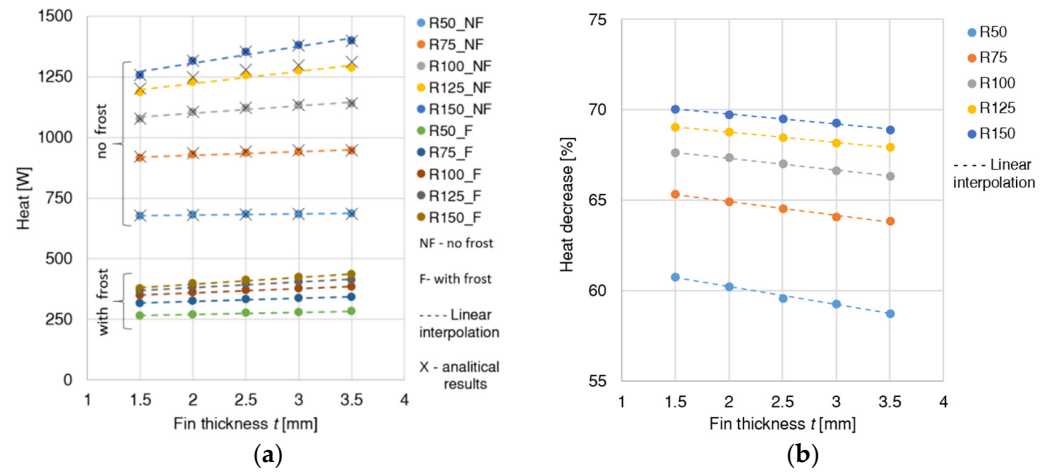 1500
1250
1000
750
500
250
0
Heat [W]
no frost
with frost
1
1.5
2
2.5
3
3.5
4
Fin thickness t [mm]
R50_NF
R75_NF
R100_NF
R125_NF
R150_NF
R50_F
R75_F
R100_F
R125_F
R150_F
NF - no frost
F- with frost
----- Linear
interpolation
X - analitical
results
(a)
75
70
65
60
55
Heat decrease [%]
1
1.5
2
2.5
3
3.5
4
Fin thickness t [mm]
R50
R75
R100
R125
R150
----- Linear
interpolation
(b)